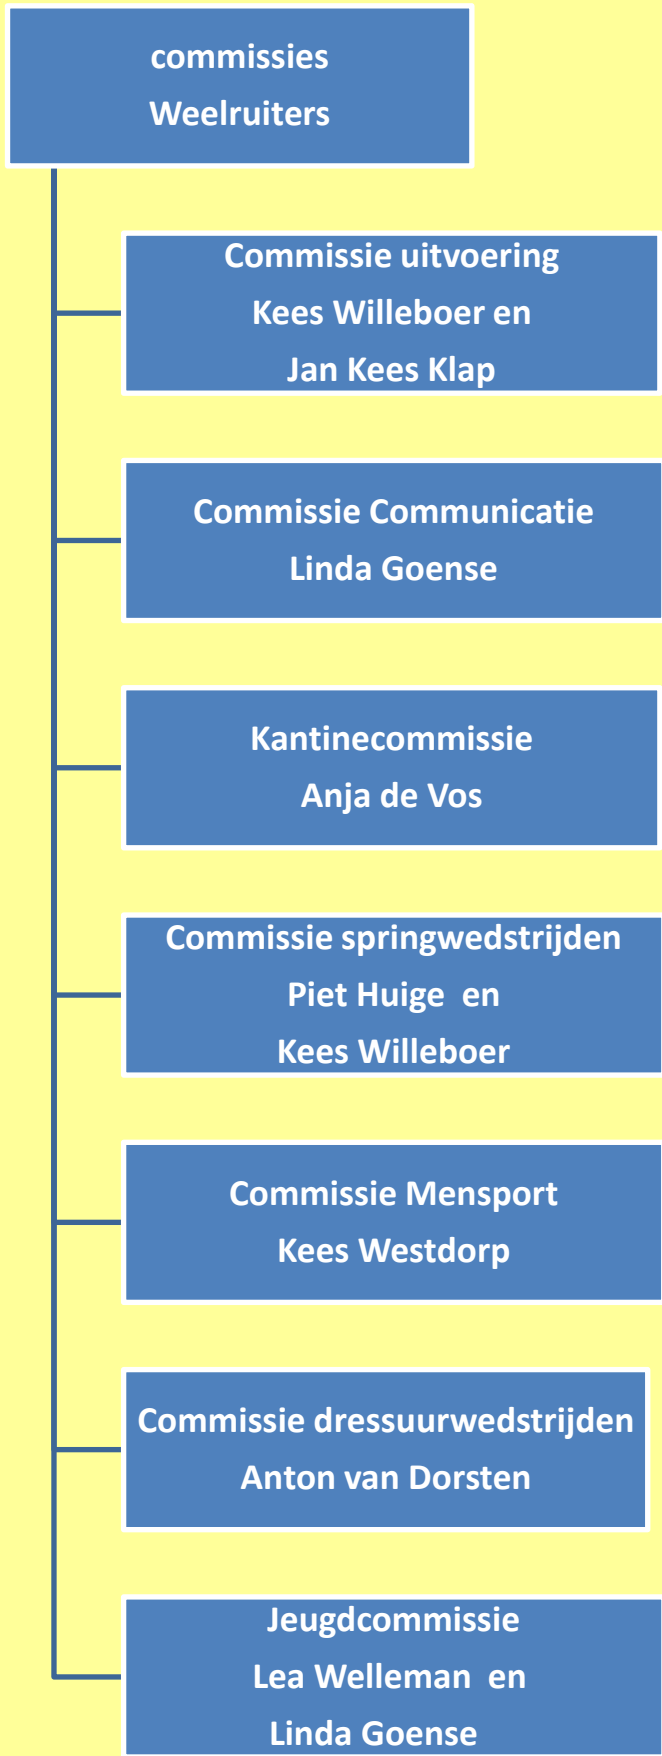 commissies
Weelruiters
Commissie uitvoering
Kees Willeboer en
Jan Kees Klap
Commissie Communicatie
Linda Goense
Kantinecommissie
Anja de Vos
Commissie springwedstrijden
Piet Huige  en
Kees Willeboer
Commissie Mensport
Kees Westdorp
Commissie dressuurwedstrijden
Anton van Dorsten
Jeugdcommissie
Lea Welleman  en
Linda Goense